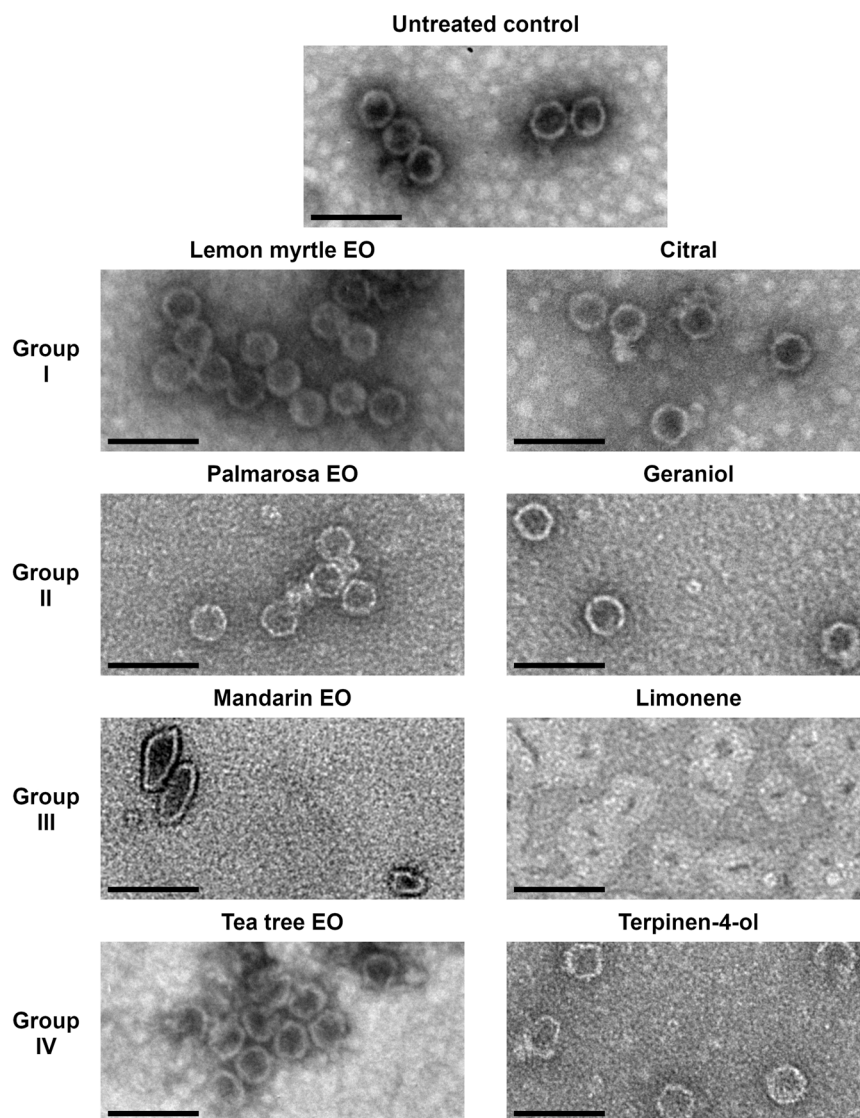 Untreated control
Lemon myrtle EO
Citral
Group
I
Palmarosa EO
Geraniol
Group
II
Mandarin EO
Limonene
Group
III
Tea tree EO
Terpinen-4-ol
Group
IV